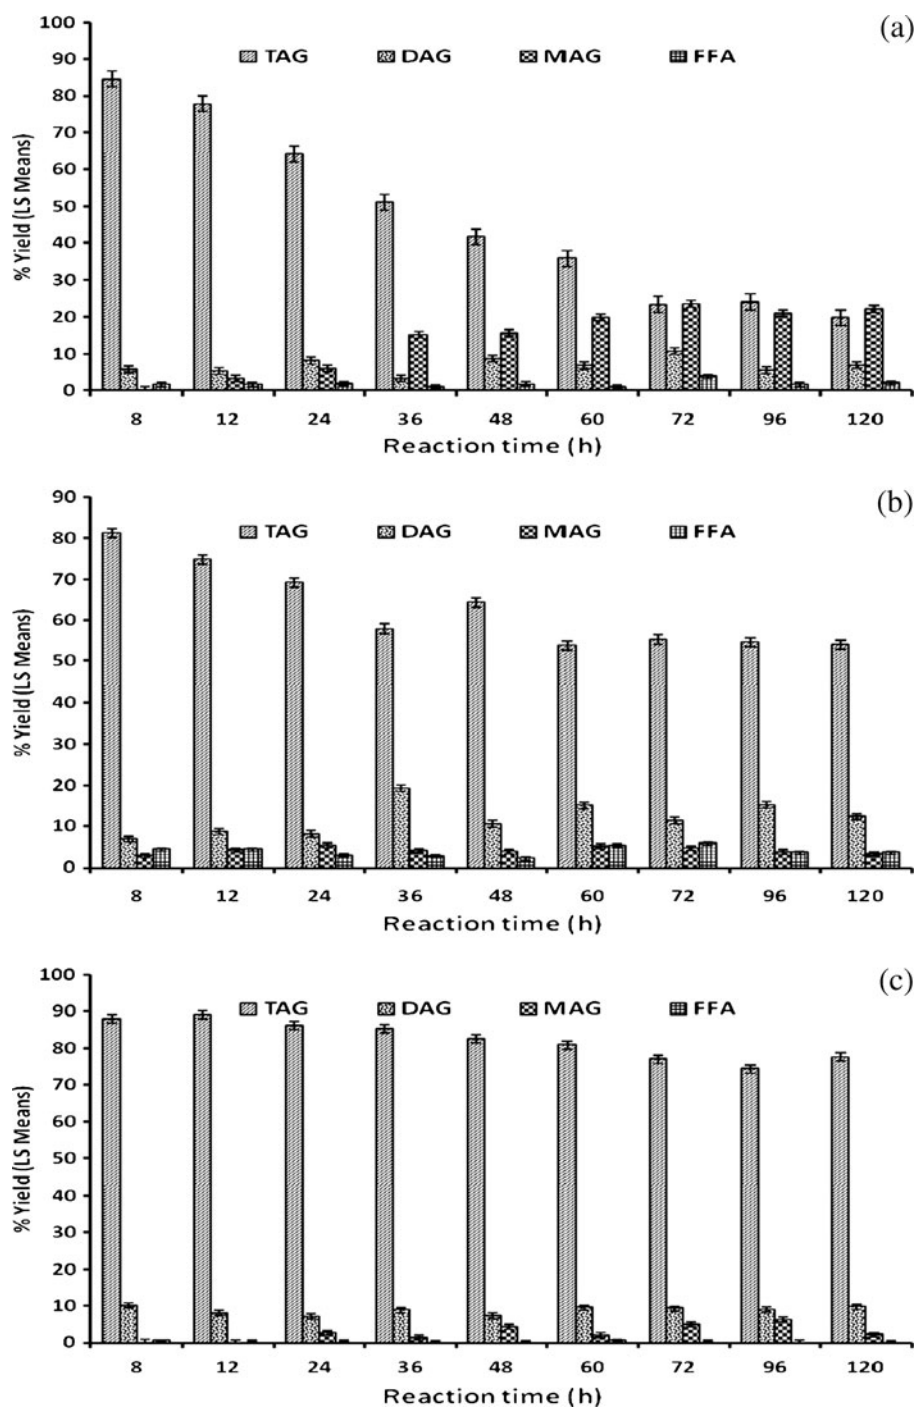 (a)
100
90
80
70
60
50
40
30
20
10
0
% Yield (LS Means)
TAG DAG MAG FFA
8 12 24 36 48 60 72 96 120
Reaction time (h)
(b)
90
80
70
60
50
40
30
20
10
0
% Yield (LS Means)
TAG DAG MAG FFA
8 12 24 36 48 60 72 96 120
Reaction time (h)
(c)
100
90
80
70
60
50
40
30
20
10
0
% Yield (LS Means)
TAG DAG MAG FFA
8 12 24 36 48 60 72 96 120
Reaction time (h)